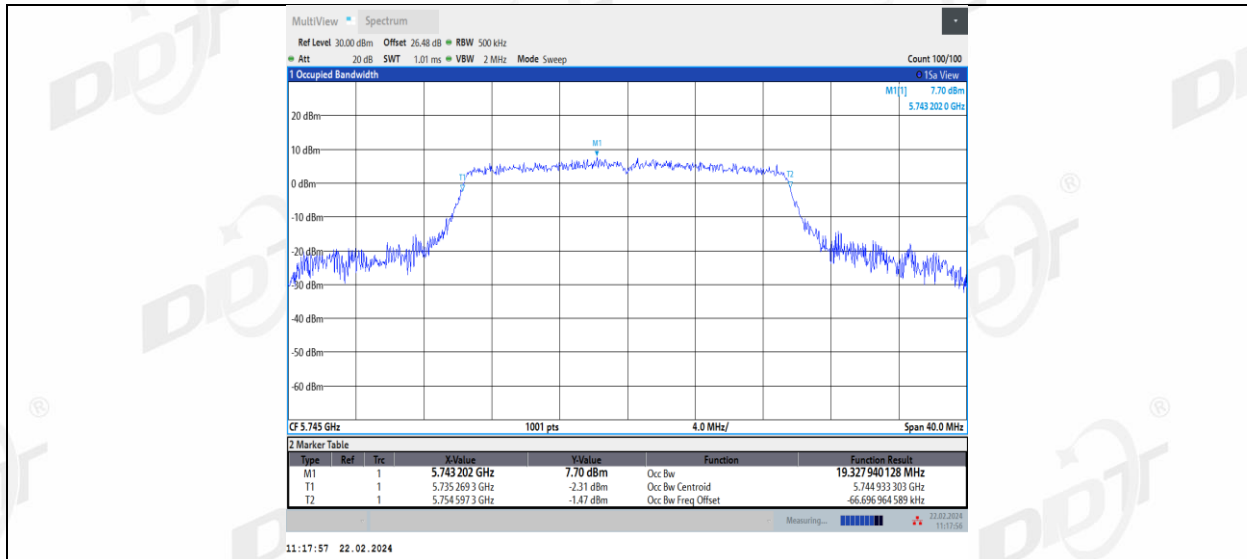 MultiView Spectrum
Ref Level 30.00 dBm Offset 26.48 dB RBW 500 kHz
Att 20 dB SWT 1.01 ms VBW 2 MHz Mode Sweep Count 100/100
1 Occupied Bandwidth 1Sa View
M1[1] 7.70 dBm
5.743 202 0 GHz
20 dBm
M1
10 dBm
T1 T2
0 dBm
-10 dBm
-20 dBm
-30 dBm
-40 dBm
-50 dBm
-60 dBm
CF 5.745 GHz 1001 pts 4.0 MHz/ Span 40.0 MHz
2 Marker Table
Type Ref Trc X-Value Y-Value Function Function Result
M1 1 5.743 202 GHz 7.70 dBm Occ Bw 19.327 940 128 MHz
T1 1 5.735 269 3 GHz -2.31 dBm Occ Bw Centroid 5.744 933 303 GHz
T2 1 5.754 597 3 GHz -1.47 dBm Occ Bw Freq Offset -66.696 964 589 kHz
Measuring... 22.02.2024
11:17:56
11:17:57 22.02.2024
DDT
®